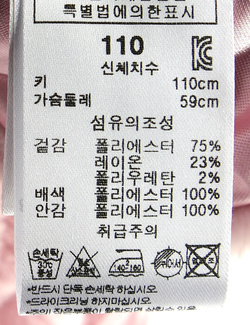 특별법에의한표시
110
신체치수
키 110cm
가슴둘레 59cm
섬유의조성
겉감 폴리에스터 75%
레이온 23%
폴리우레탄 2%
배색 폴리에스터 100%
안감 폴리에스터 100%
취급주의
손세탁
30℃
중성
140-160
드라이
*반드시 단독 손세탁 하십시오.
*드라이크리닝 하지마십시오.